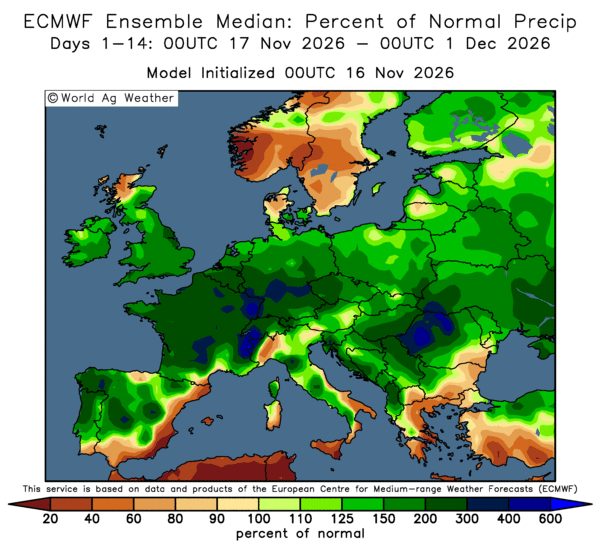 ECMWF Ensemble Median: Percent of Normal Precip
Days 1-14: 00UTC 17 Nov 2026 - 00UTC 1 Dec 2026
Model Initialized 00UTC 16 Nov 2026
©World Ag Weather
This service is based on data and products of the European Centre for Medium-range Weather Forecasts (ECMWF)
20 40 60 80 90 100 110 125 150 200 300 400 600
percent of normal